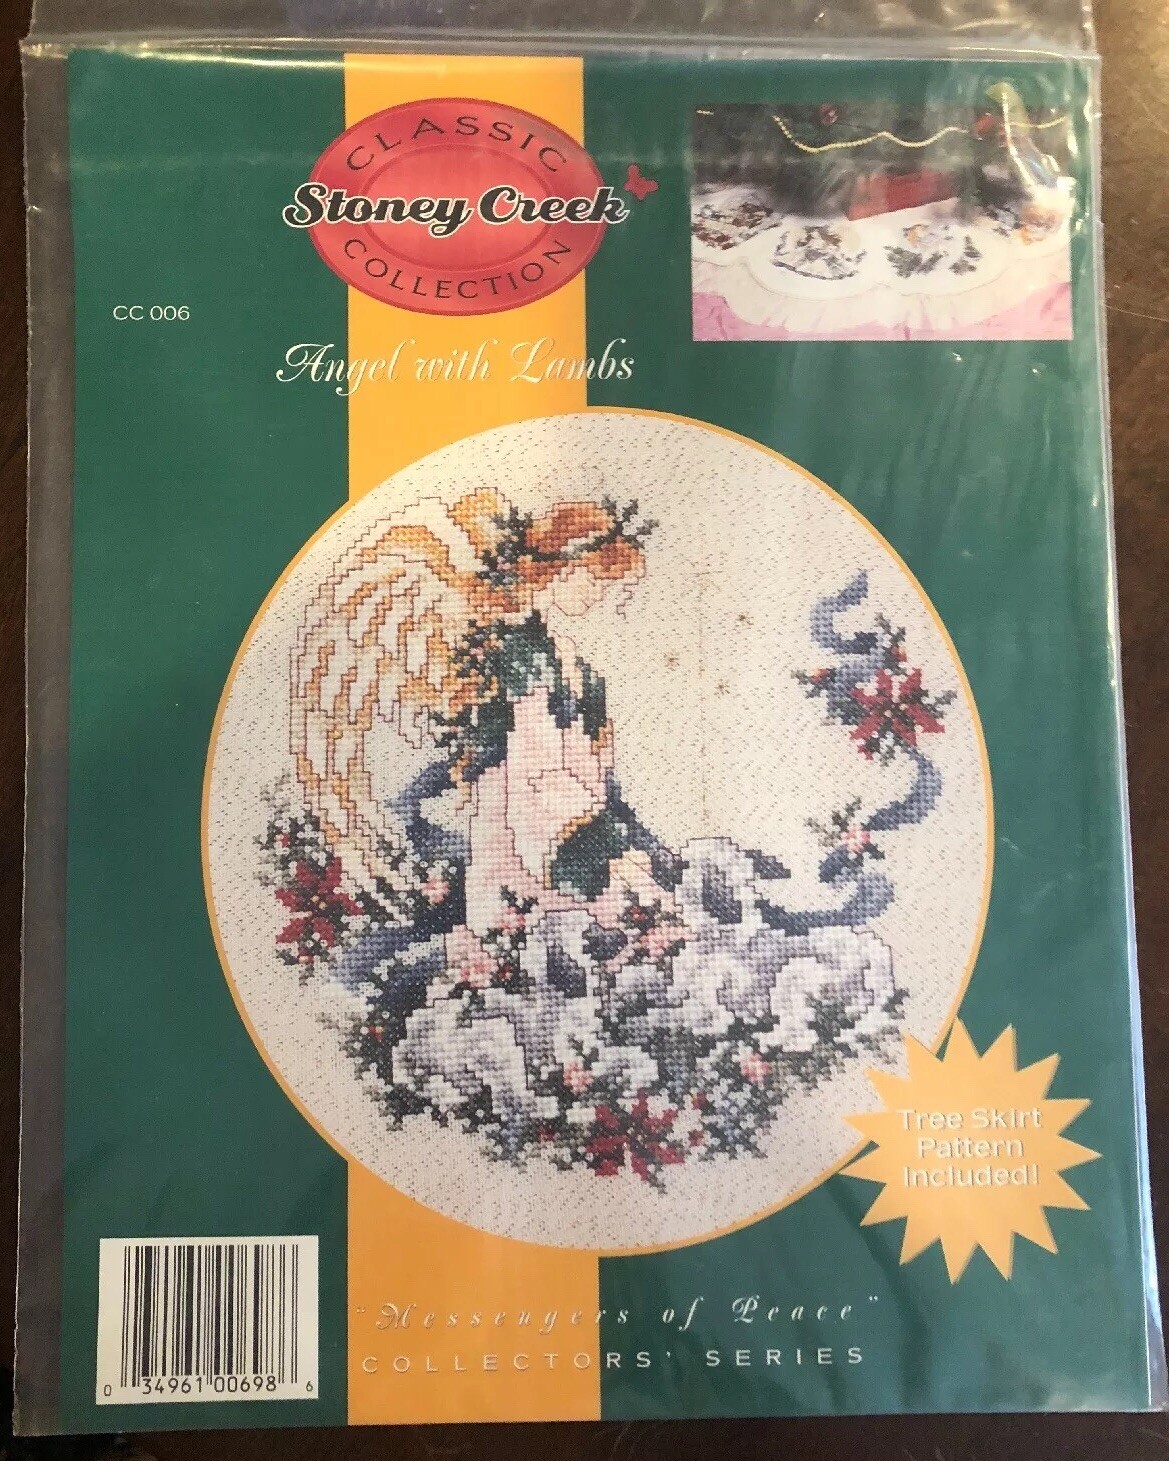 CLASSIC
Stoney Creek
COLLECTION
CC 006
Angel with Lambs
Tree Skirt
Pattern
Included!
"Messengers of Peace"
COLLECTORS' SERIES
0 34961 00698 6